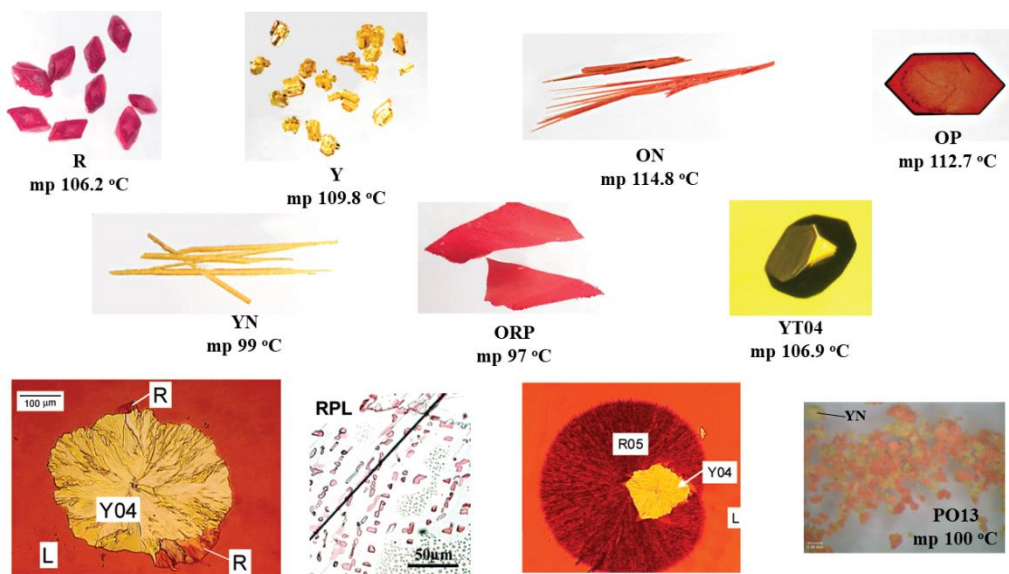 R
mp 106.2 °C
Y
mp 109.8 °C
ON
mp 114.8 °C
OP
mp 112.7 °C
YN
mp 99 °C
ORP
mp 97 °C
YT04
mp 106.9 °C
100 µm
R
Y04
L
R
RPL
50µm
R05
Y04
L
YN
PO13
mp 100 °C